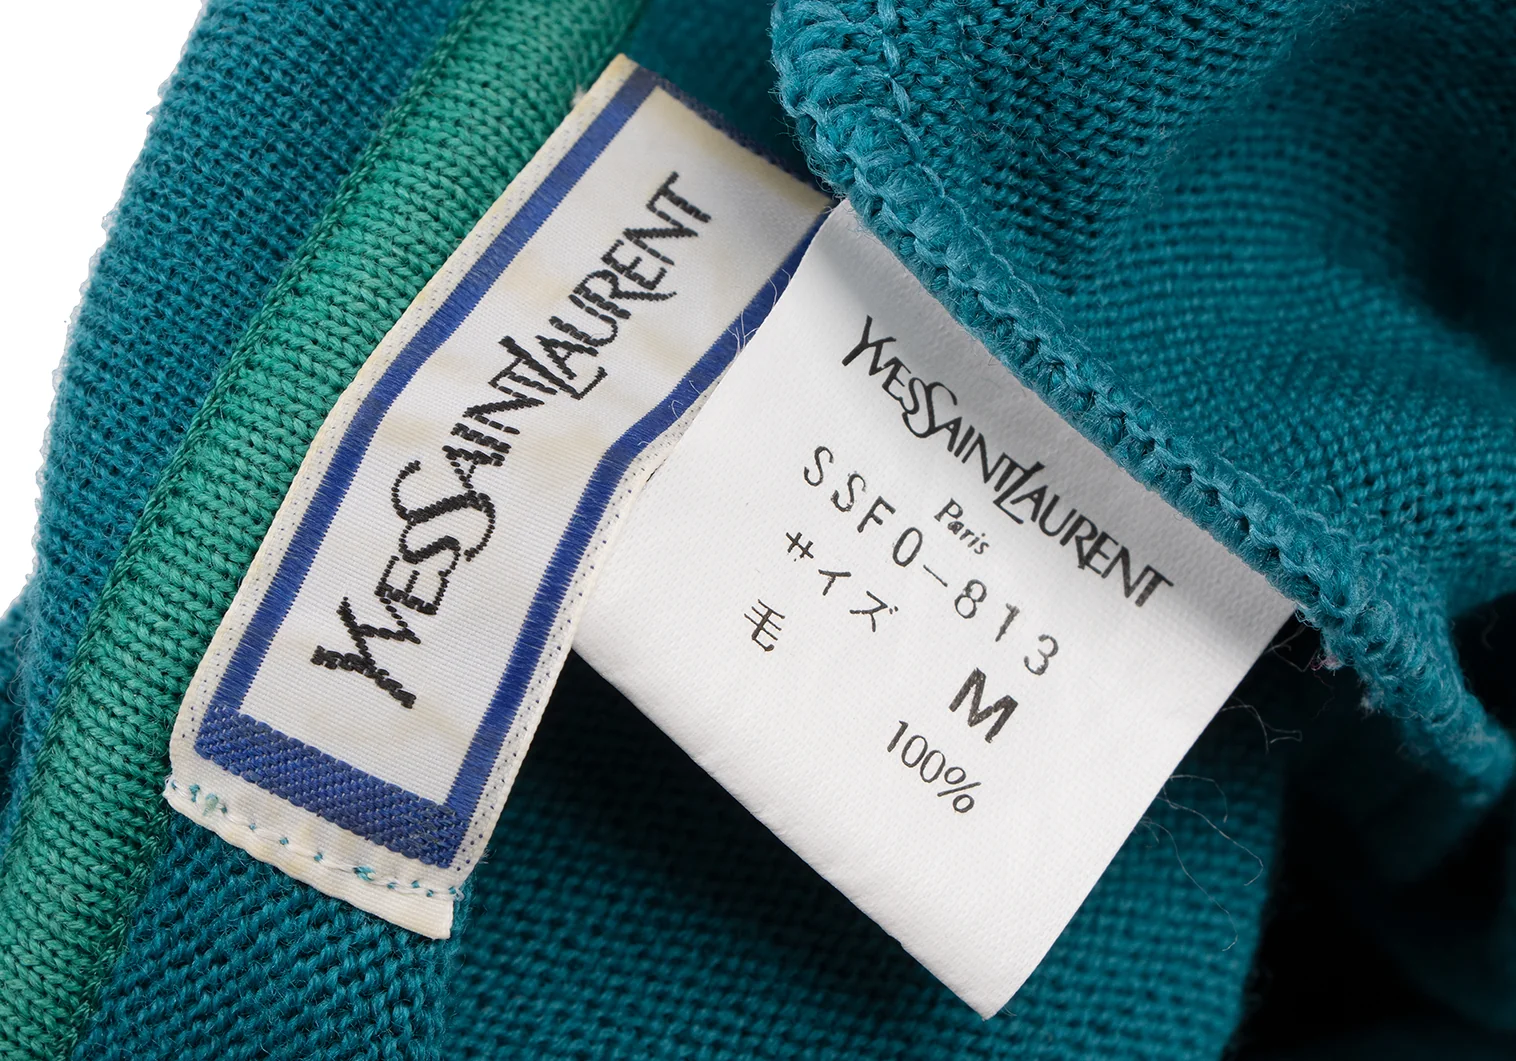 YVESSAINTLAURENT
YVESSAINTLAURENT
Paris
SSF0-813
サイズ M
毛 100%